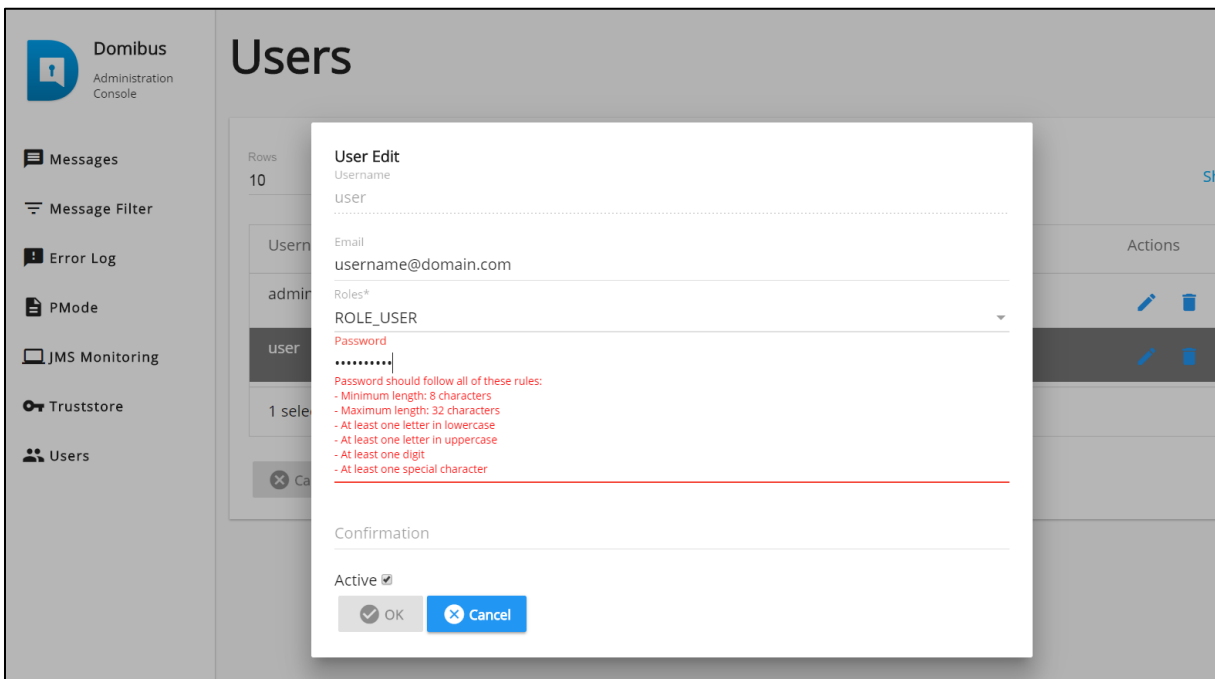 Domibus
Administration
Console
Messages
Message Filter
Error Log
PMode
JMS Monitoring
Truststore
Users
Users
Rows
10
Usern
Actions
admin
user
1 sele
Ca
User Edit
Username
user
Email
username@domain.com
Roles*
ROLE_USER
Password
••••••••••
Password should follow all of these rules:
- Minimum length: 8 characters
- Maximum length: 32 characters
- At least one letter in lowercase
- At least one letter in uppercase
- At least one digit
- At least one special character
Confirmation
Active
OK
Cancel